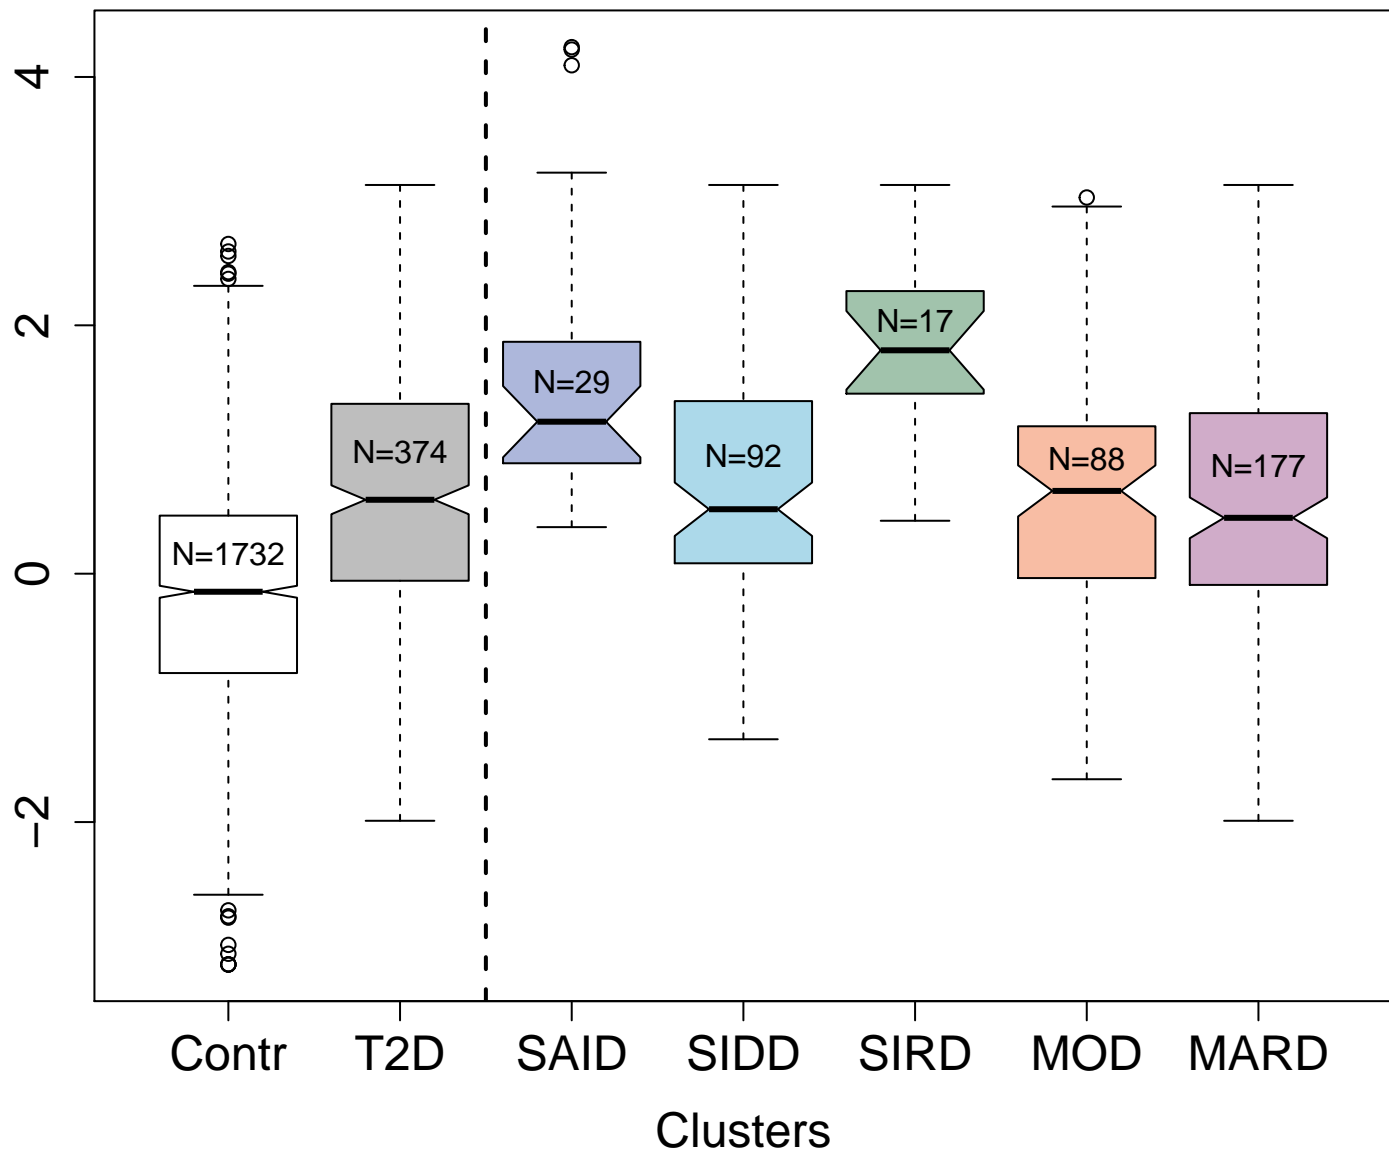 4
2
0
−2
N=1732
N=374
N=29
N=92
N=17
N=88
N=177
Contr T2D SAID SIDD SIRD MOD MARD
Clusters